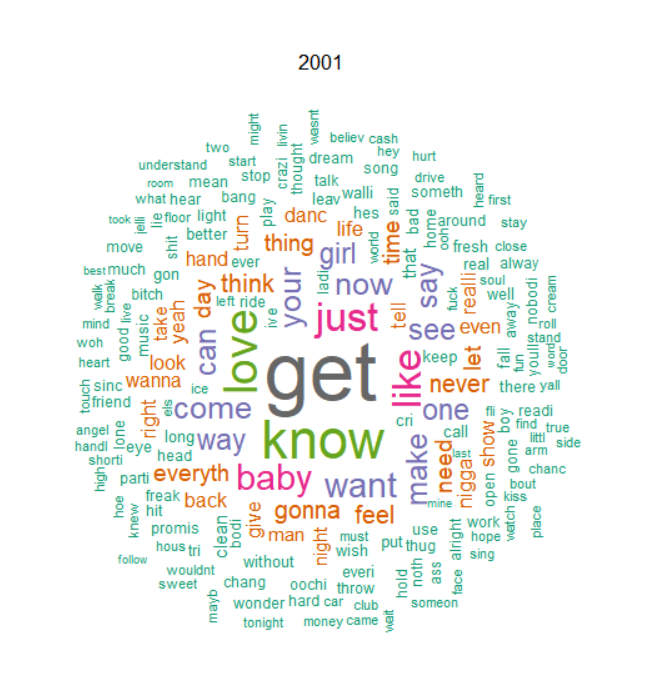 2001
might
livin
wasnt
two
believ
cash
crazi
thought
dream
hey
hurt
understand
start
stop
talk
song
drive
heard
room
mean
bang
leav
walli
said
someth
first
what
hear
play
danc
life
hes
bad
home
around
stay
took
jelli
lie
floor
light
turn
thing
girl
world
time
that
ooh
fresh
close
move
shit
better
hand
ever
your
ladi
now
say
real
alway
best
much
gon
day
think
fuck
realli
soul
nobodi
cream
walk
break
bitch
take
yeah
left
ride
ive
just
tell
see
even
well
away
roll
mind
live
good
music
can
love
stand
woh
heart
look
get
like
keep
let
fall
fun
youll
word
door
touch
sinc
friend
wanna
els
ice
never
there
yall
angel
handl
lone
right
come
know
cri
one
fli
boy
readi
eye
long
way
call
find
true
littl
side
shorti
head
make
need
last
show
gone
arm
high
parti
everyth
baby
want
nigga
open
chanc
bout
hoe
knew
freak
hit
back
gonna
feel
mine
kiss
promis
clean
bodi
give
man
night
use
work
watch
place
hous
tri
must
put
thug
alright
hope
follow
without
wish
sing
wouldnt
sweet
chang
oochi
everi
throw
hold
noth
ass
face
mayb
wonder
hard
car
club
someon
tonight
money
came
wait